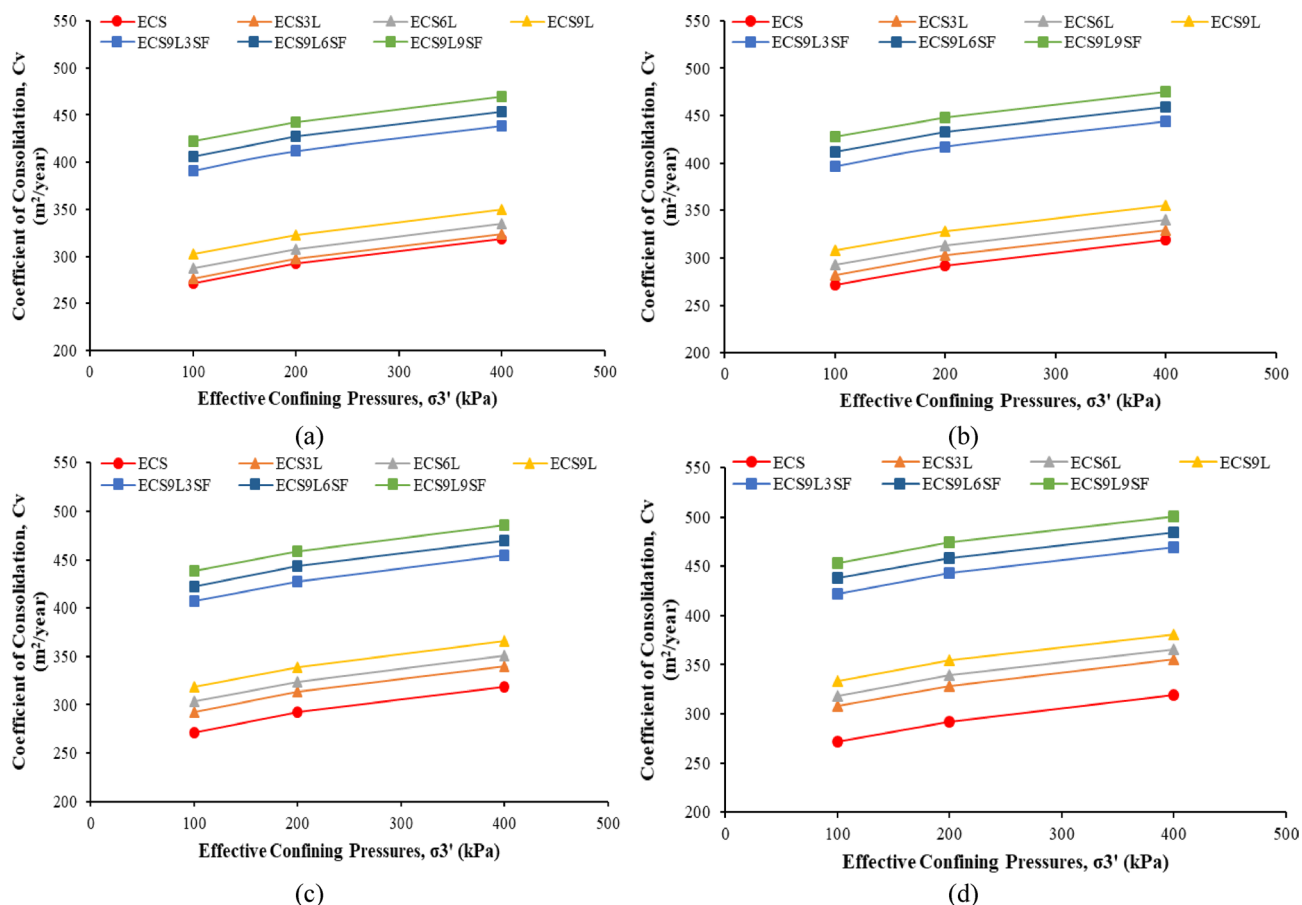 550
ECS ECS3L ECS6L ECS9L
ECS9L3SF ECS9L6SF ECS9L9SF
500
450
400
350
300
250
200
0 100 200 300 400 500
Coefficient of Consolidation, Cv
(m²/year)
Effective Confining Pressures, σ3' (kPa)
(a)
550
ECS ECS3L ECS6L ECS9L
ECS9L3SF ECS9L6SF ECS9L9SF
500
450
400
350
300
250
200
0 100 200 300 400 500
Coefficient of Consolidation, Cv
(m²/year)
Effective Confining Pressures, σ3' (kPa)
(b)
550
ECS ECS3L ECS6L ECS9L
ECS9L3SF ECS9L6SF ECS9L9SF
500
450
400
350
300
250
200
0 100 200 300 400 500
Coefficient of Consolidation, Cv
(m²/year)
Effective Confining Pressures, σ3' (kPa)
(c)
550
ECS ECS3L ECS6L ECS9L
ECS9L3SF ECS9L6SF ECS9L9SF
500
450
400
350
300
250
200
0 100 200 300 400 500
Coefficient of Consolidation, Cv
(m²/year)
Effective Confining Pressures, σ3' (kPa)
(d)